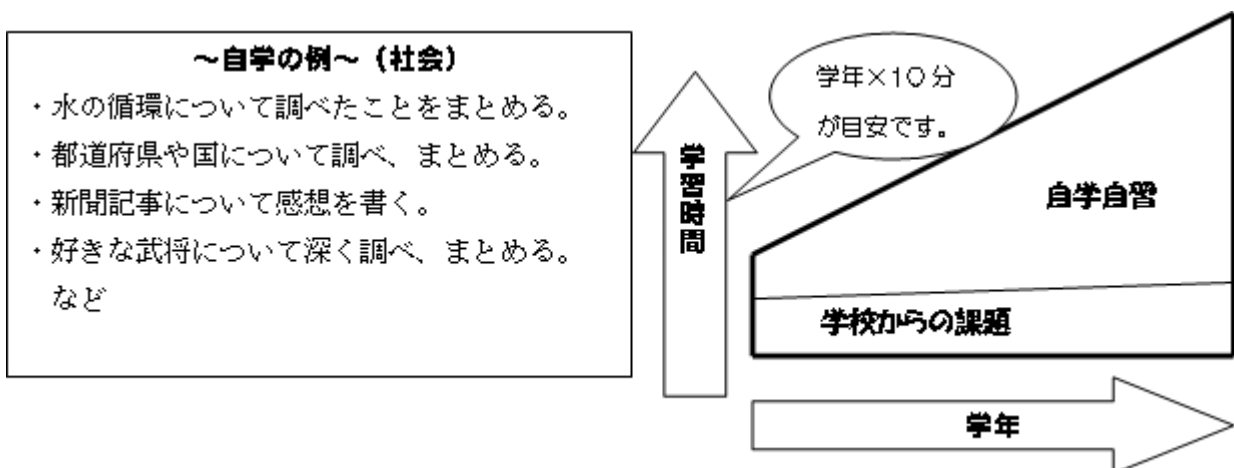 ～自学の例～（社会）
・水の循環について調べたことをまとめる。
・都道府県や国について調べ、まとめる。
・新聞記事について感想を書く。
・好きな武将について深く調べ、まとめる。
など
学習時間
学年×１０分
が目安です。
自学自習
学校からの課題
学年